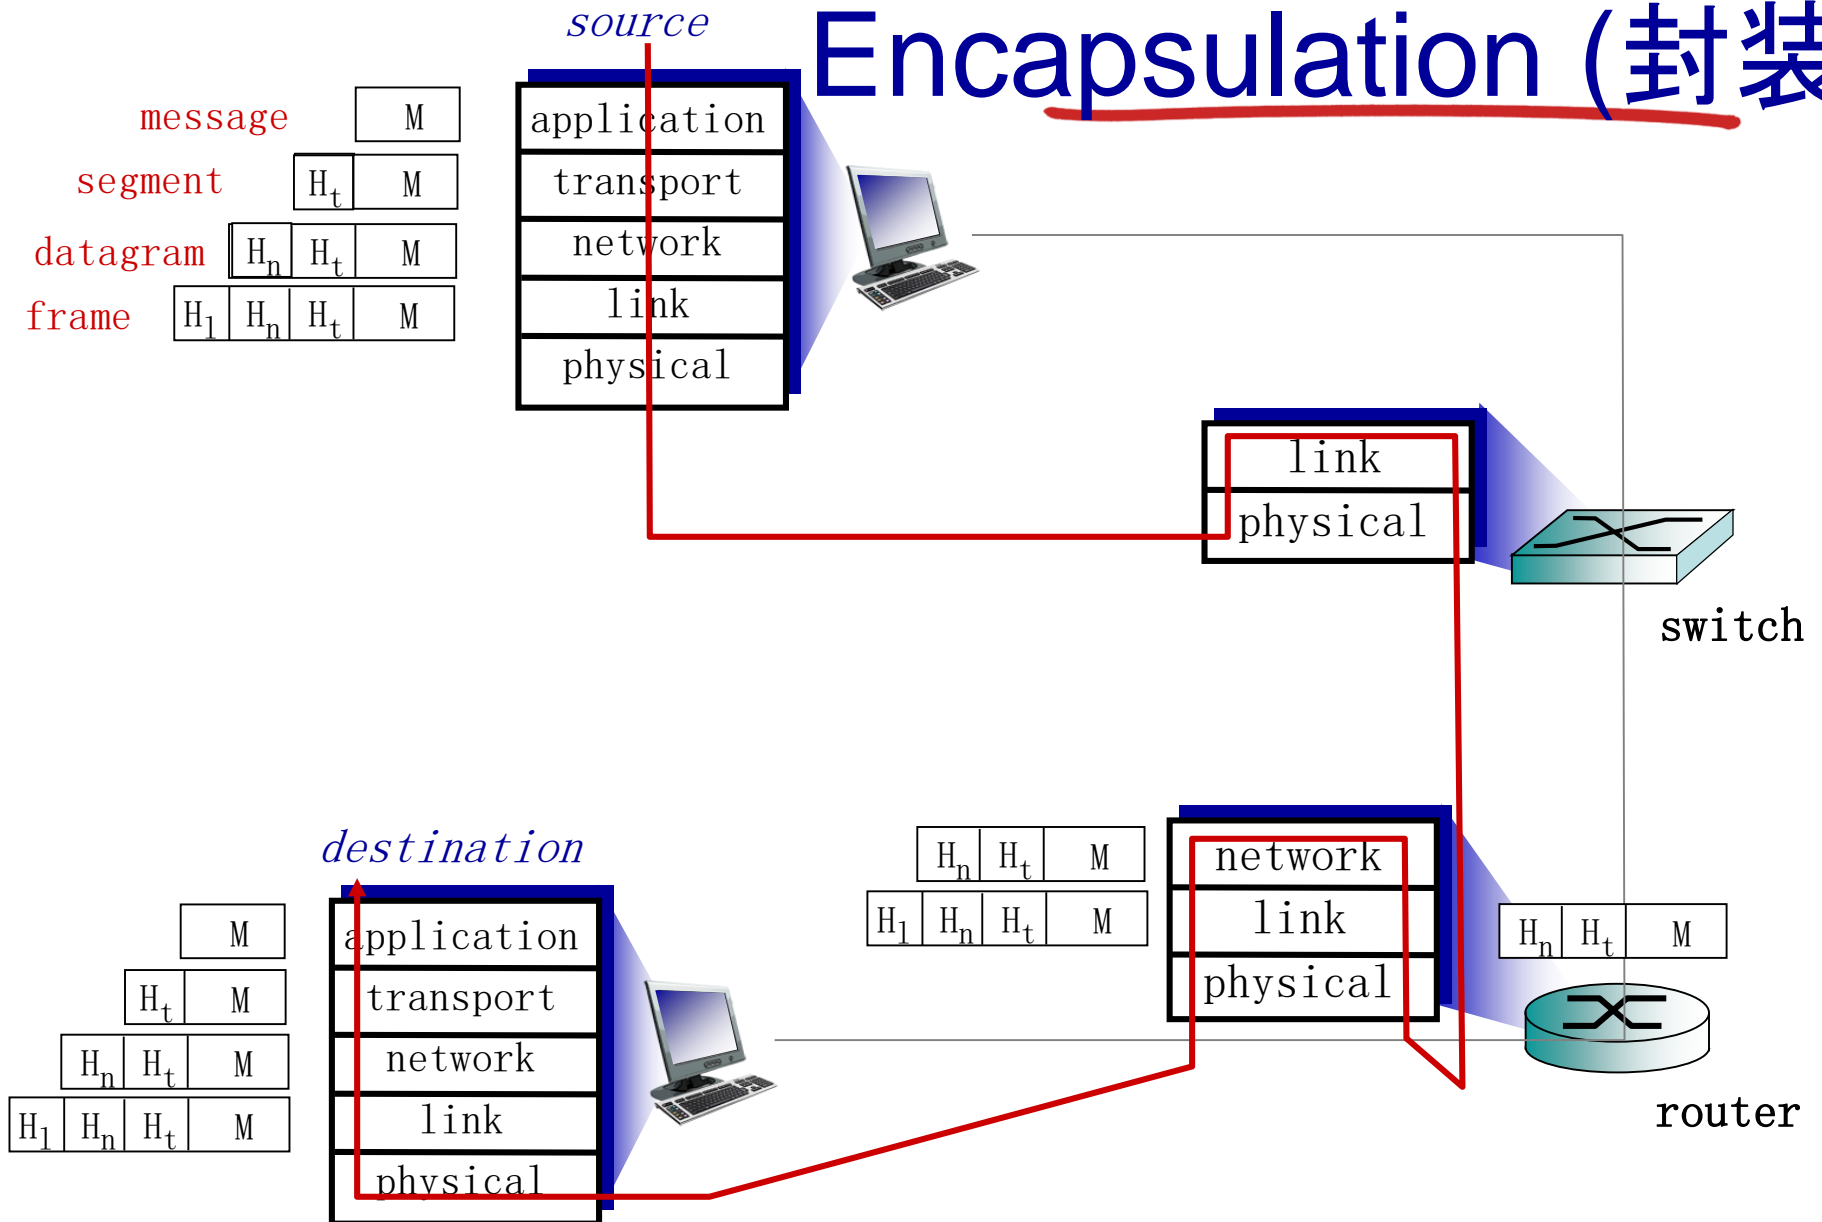 source
Encapsulation (封装
message M
segment Ht M
datagram Hn Ht M
frame Hl Hn Ht M
application
transport
network
link
physical
link
physical
switch
Hn Ht M
Hl Hn Ht M
network
link
physical
Hn Ht M
router
destination
M
Ht M
Hn Ht M
Hl Hn Ht M
application
transport
network
link
physical